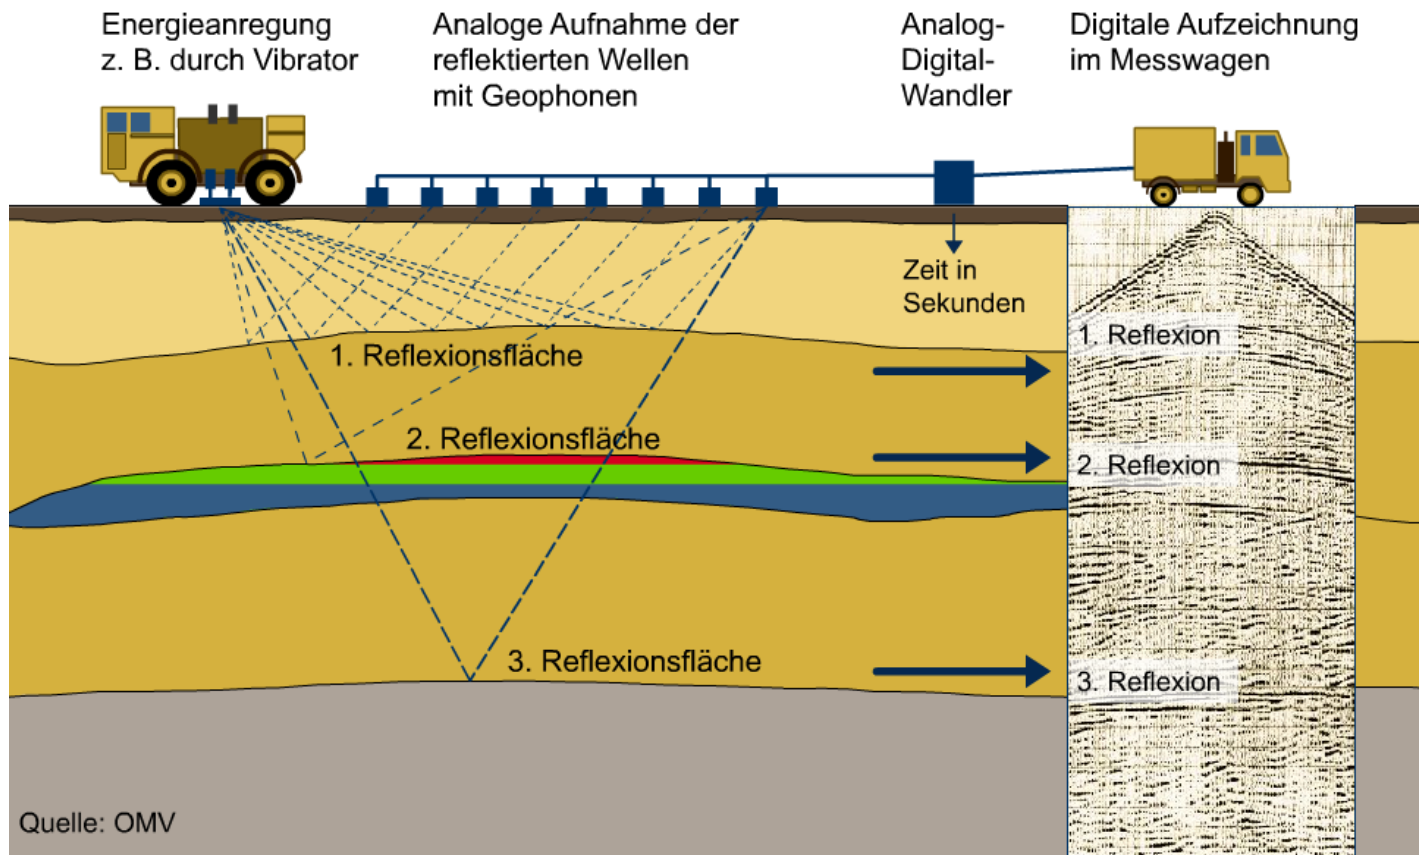 Energieanregung
z. B. durch Vibrator
Analoge Aufnahme der
reflektierten Wellen
mit Geophonen
Analog-
Digital-
Wandler
Digitale Aufzeichnung
im Messwagen
Zeit in
Sekunden
1. Reflexionsfläche
1. Reflexion
2. Reflexionsfläche
2. Reflexion
3. Reflexionsfläche
3. Reflexion
Quelle: OMV